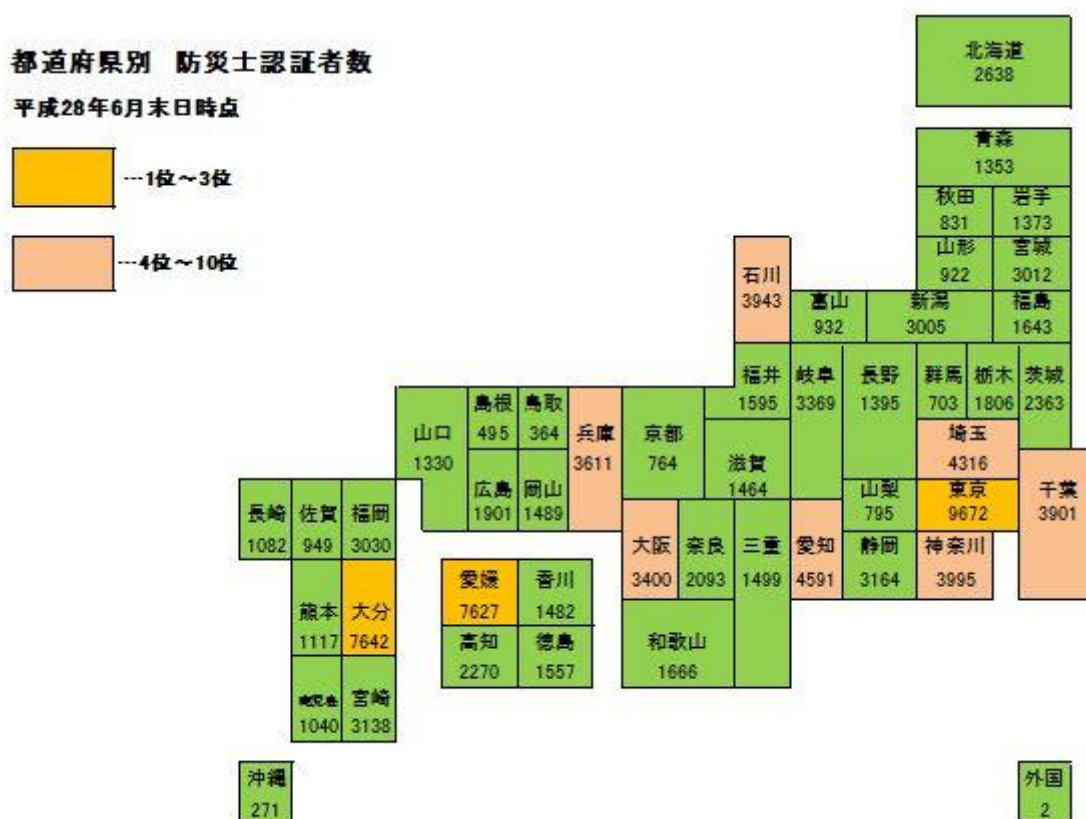 都道府県別 防災士認証者数
平成28年6月末日時点
…1位～3位
…4位～10位
北海道
2638
青森
1353
秋田
831
岩手
1373
山形
922
宮城
3012
石川
3943
富山
932
新潟
3005
福島
1643
福井
1595
岐阜
3369
長野
1395
群馬
703
栃木
1806
茨城
2363
山口
1330
島根
495
鳥取
364
兵庫
3611
京都
764
滋賀
1464
埼玉
4316
広島
1901
岡山
1489
山梨
795
東京
9672
千葉
3901
長崎
1082
佐賀
949
福岡
3030
大阪
3400
奈良
2093
三重
1499
愛知
4591
静岡
3164
神奈川
3995
熊本
1117
大分
7642
愛媛
7627
香川
1482
高知
2270
徳島
1557
和歌山
1666
鹿児島
1040
宮崎
3138
沖縄
271
外国
2